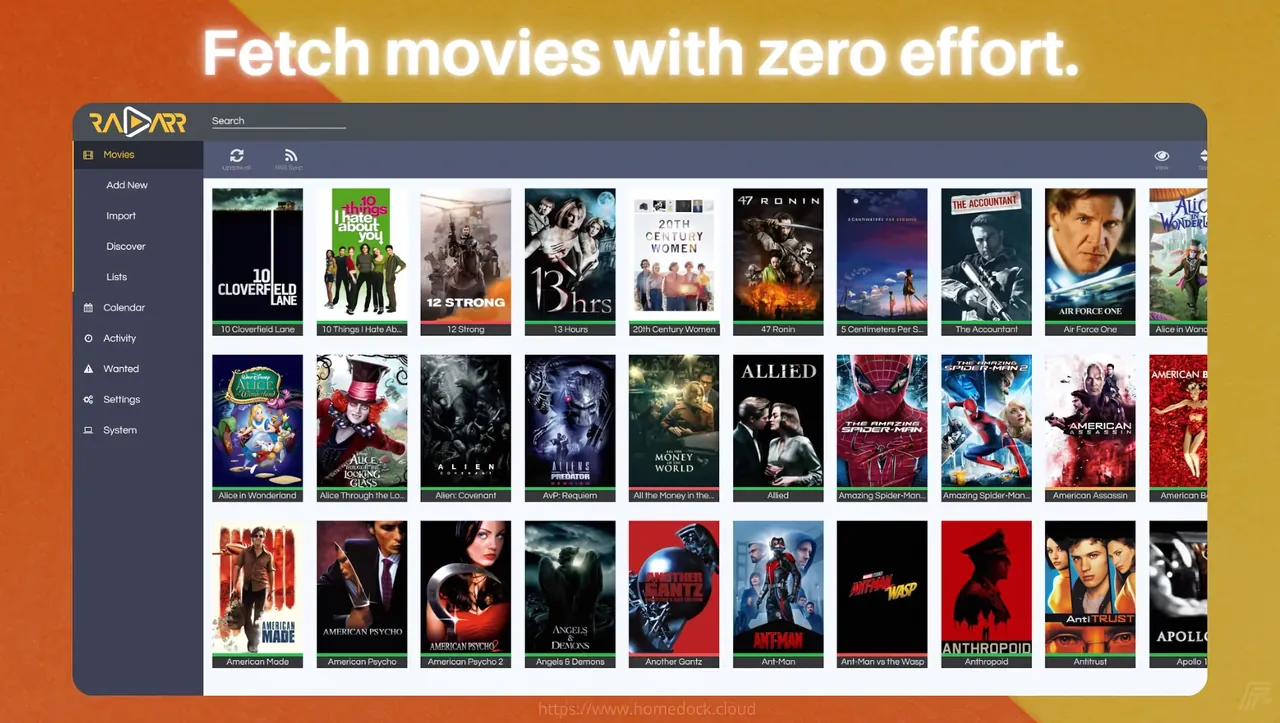 Fetch movies with zero effort.
RADARR
Search
Movies
Update all
RSS Sync
View
Add New
Import
Discover
Lists
Calendar
Activity
Wanted
Settings
System
10 CLOVERFIELD LANE
10 things I hate about you
12 STRONG
13 hrs
20TH CENTURY WOMEN
47 RONIN
5 CENTIMETERS PER SECOND
THE ACCOUNTANT
AIR FORCE ONE
ALICE IN WONDERL
10 Cloverfield Lane
10 Things I Hate Ab...
12 Strong
13 Hours
20th Century Women
47 Ronin
5 Centimeters Per S...
The Accountant
Air Force One
Alice in Wond
Walt Disney's ALICE in Wonderland
ALICE THROUGH THE LOOKING GLASS
ALIEN COVENANT
ALIENS VS PREDATOR REQUIEM
ALL THE MONEY IN THE WORLD
ALLIED
THE AMAZING SPIDER-MAN
THE AMAZING SPIDER-MAN 2
AMERICAN ASSASSIN
AMERICAN B
Alice in Wonderland
Alice Through the Lo...
Alien: Covenant
AvP: Requiem
All the Money in the...
Allied
Amazing Spider-Man...
Amazing Spider-Man...
American Assassin
American Be
AMERICAN MADE
AMERICAN PSYCHO
AMERICAN PSYCHO 2
ANGELS & DEMONS
ANOTHER GANTZ
ANT-MAN
ANT-MAN AND THE WASP
ANTHROPOID
AntiTRUST
APOLLO
American Made
American Psycho
American Psycho 2
Angels & Demons
Another Gantz
Ant-Man
Ant-Man vs the Wasp
Anthropoid
Antitrust
Apollo 1
https://www.homedock.cloud